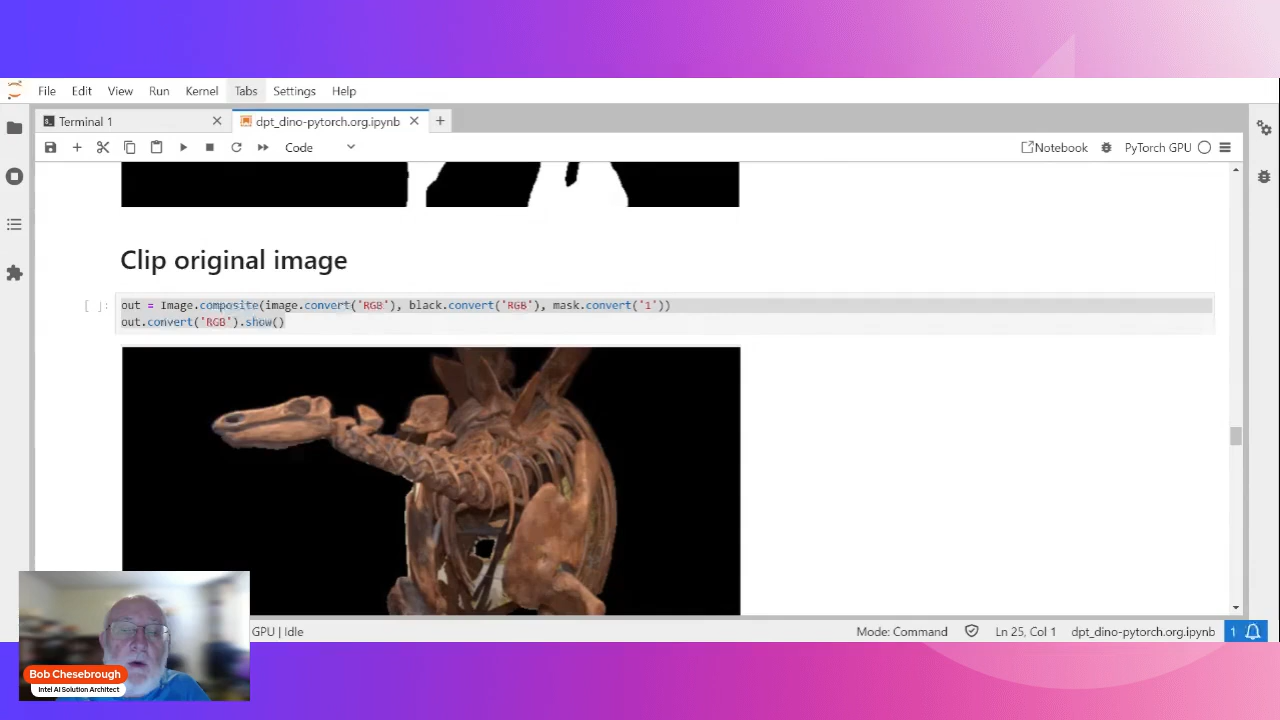 File Edit View Run Kernel Tabs Settings Help
Terminal 1
dpt_dino-pytorch.org.ipynb
Code
Notebook
PyTorch GPU
Clip original image
[ ]: out = Image.composite(image.convert('RGB'), black.convert('RGB'), mask.convert('1'))
out.convert('RGB').show()
GPU | Idle
Mode: Command
Ln 25, Col 1
dpt_dino-pytorch.org.ipynb
1
Bob Chesebrough
Intel AI Solution Architect